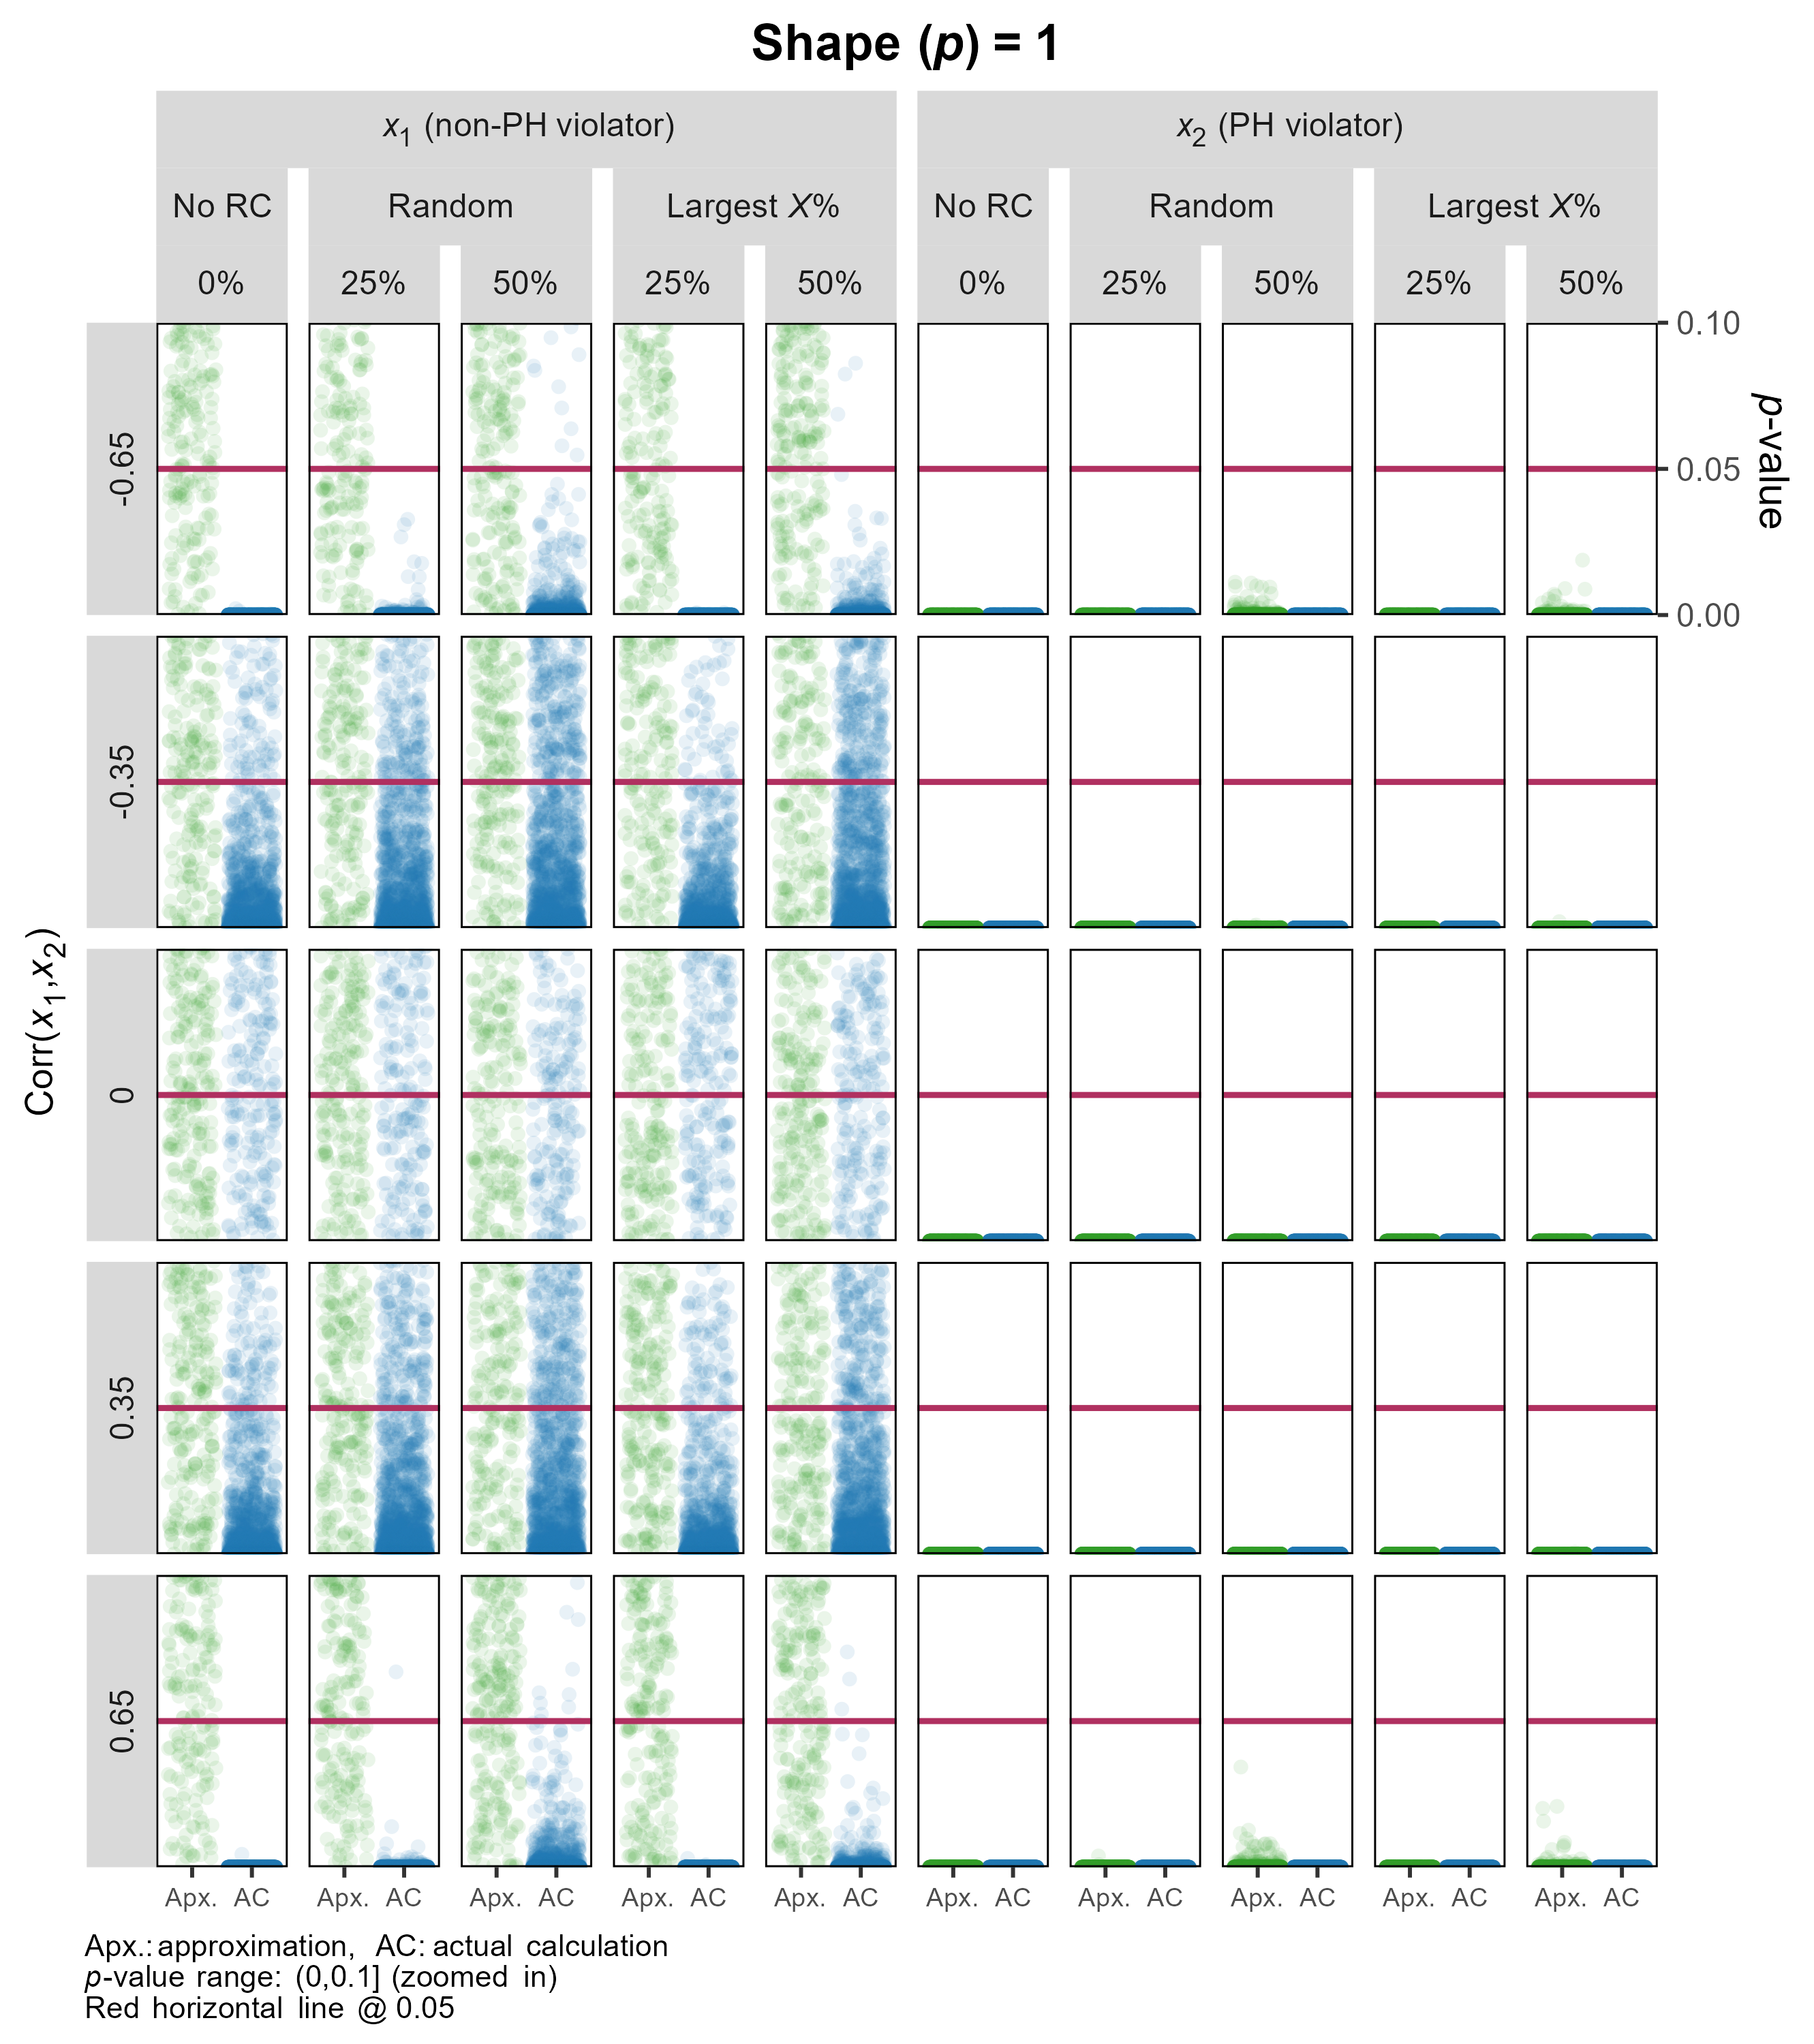 Shape (p) = 1
x1 (non-PH violator) x2 (PH violator)
No RC Random Largest X% No RC Random Largest X%
0% 25% 50% 25% 50% 0% 25% 50% 25% 50%
0.10
0.05
0.00
p-value
-0.65
-0.35
0
0.35
0.65
Corr(x1,x2)
Apx. AC Apx. AC Apx. AC Apx. AC Apx. AC Apx. AC Apx. AC Apx. AC Apx. AC Apx. AC
Apx.: approximation, AC: actual calculation
p-value range: (0,0.1] (zoomed in)
Red horizontal line @ 0.05